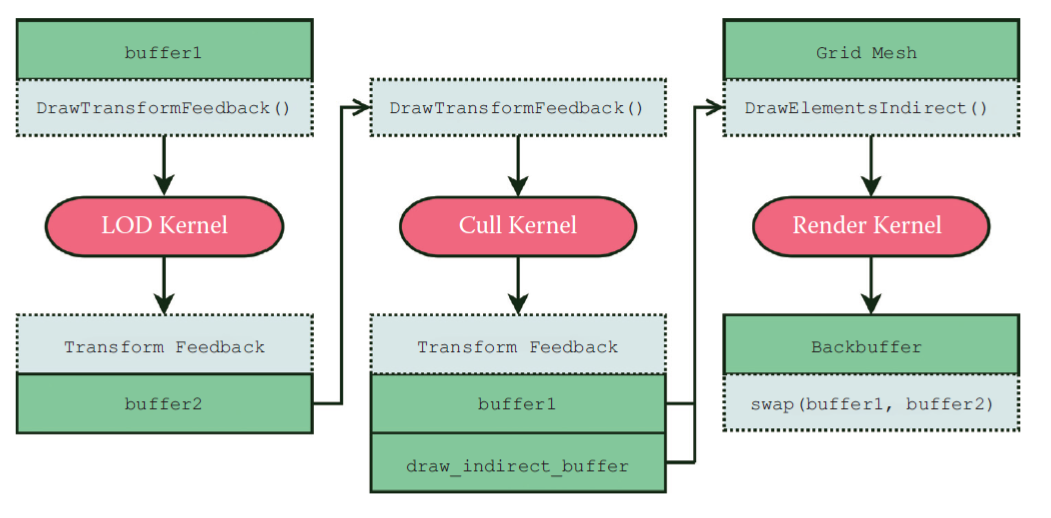 buffer1
DrawTransformFeedback()
LOD Kernel
Transform Feedback
buffer2
DrawTransformFeedback()
Cull Kernel
Transform Feedback
buffer1
draw_indirect_buffer
Grid Mesh
DrawElementsIndirect()
Render Kernel
Backbuffer
swap(buffer1, buffer2)